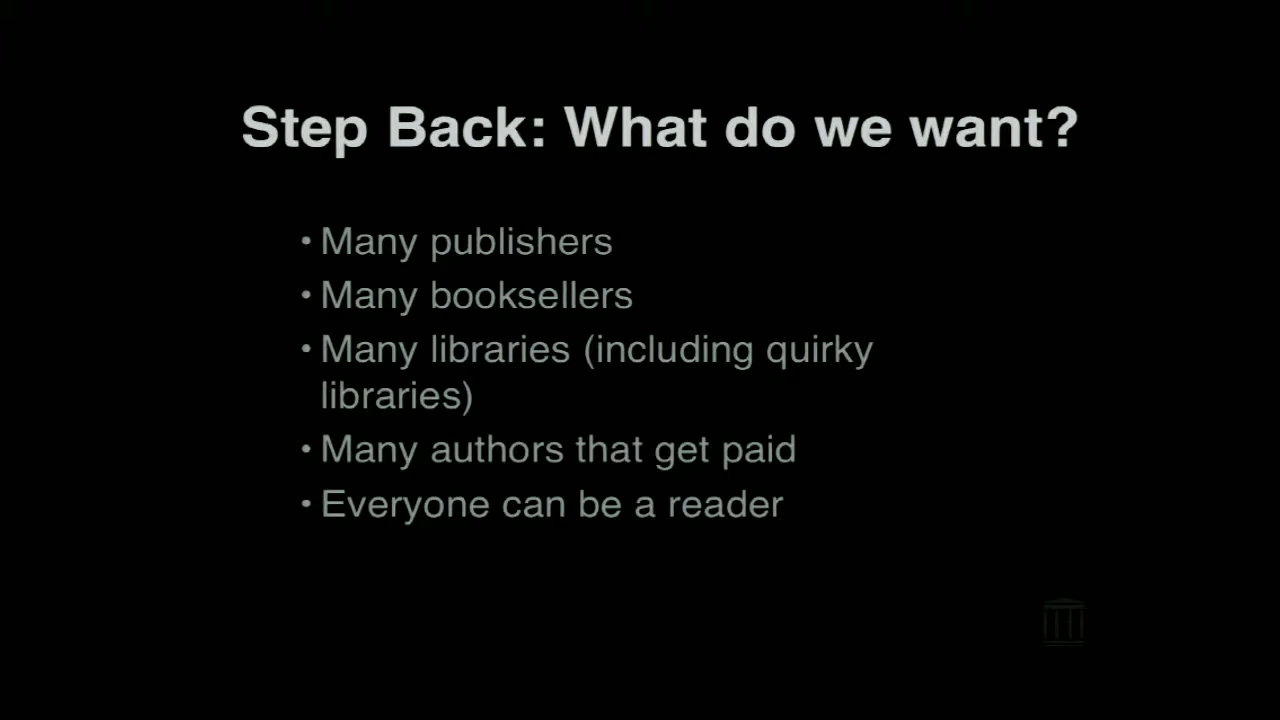 Step Back: What do we want?
• Many publishers
• Many booksellers
• Many libraries (including quirky
libraries)
• Many authors that get paid
• Everyone can be a reader